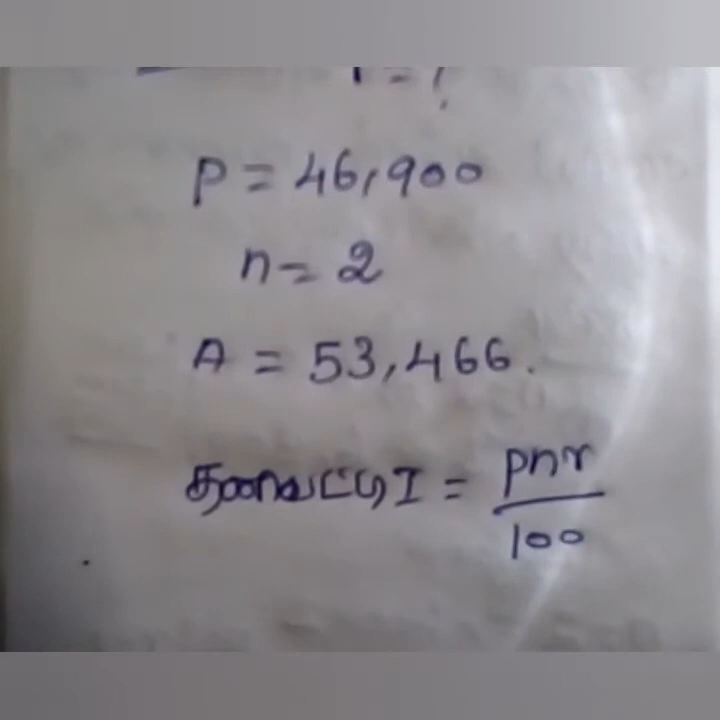 P = 46,900
n = 2
A = 53,466.
தனிவட்டி I = pnr
100